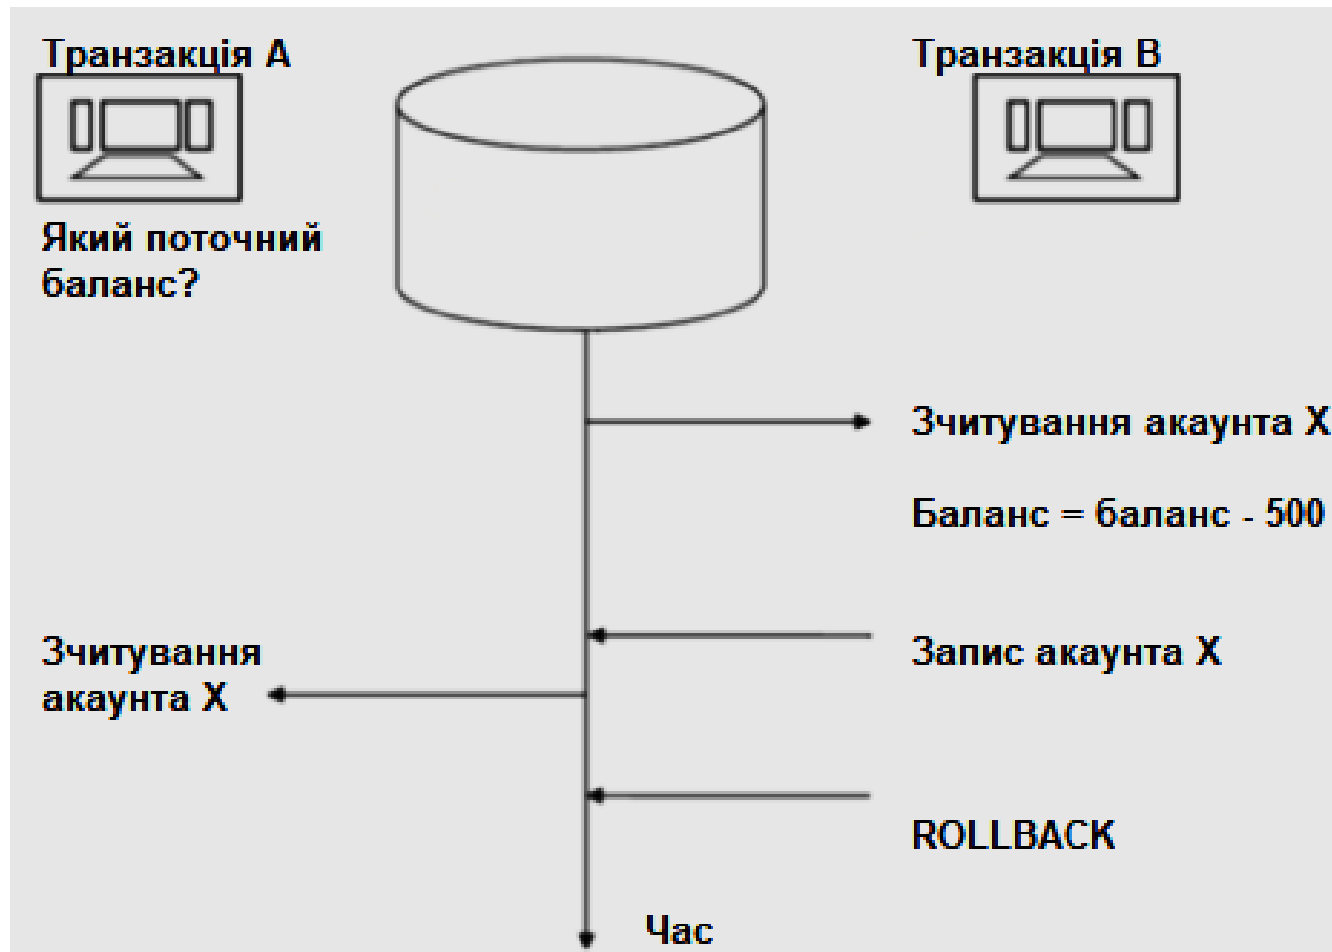 Транзакція А
Транзакція В
Який поточний
баланс?
Зчитування акаунта Х
Баланс = баланс - 500
Зчитування
акаунта Х
Запис акаунта Х
ROLLBACK
Час